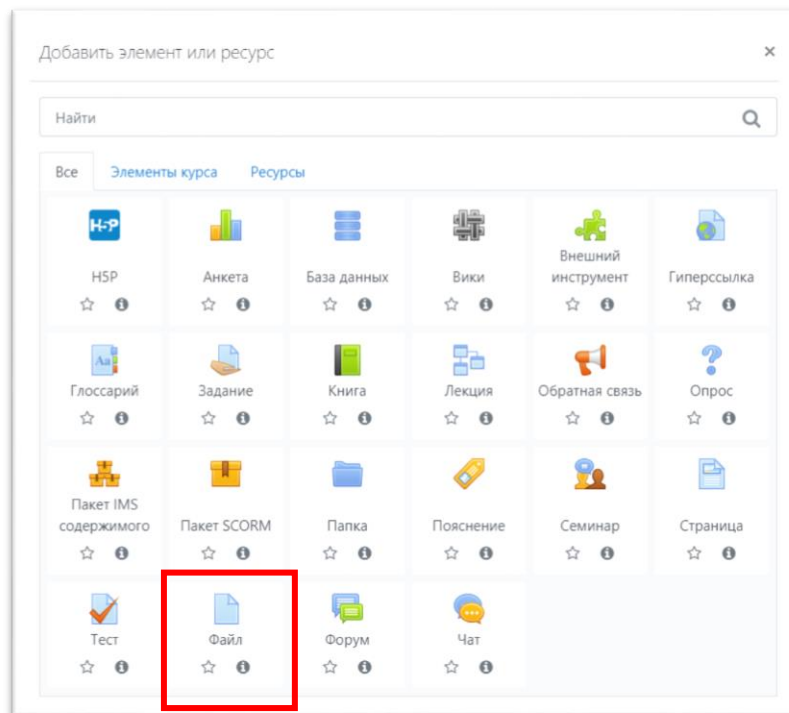 Добавить элемент или ресурс ×
Найти
Все Элементы курса Ресурсы
H5P Анкета База данных Вики Внешний инструмент Гиперссылка
Aa
Глоссарий Задание Книга Лекция Обратная связь Опрос
Пакет IMS содержимого Пакет SCORM Папка Пояснение Семинар Страница
Тест Файл Форум Чат